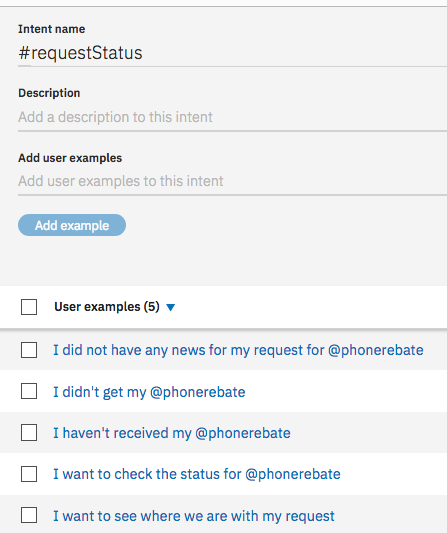 Intent name
#requestStatus
Description
Add a description to this intent
Add user examples
Add user examples to this intent
Add example
User examples (5)
I did not have any news for my request for @phonerebate
I didn't get my @phonerebate
I haven't received my @phonerebate
I want to check the status for @phonerebate
I want to see where we are with my request